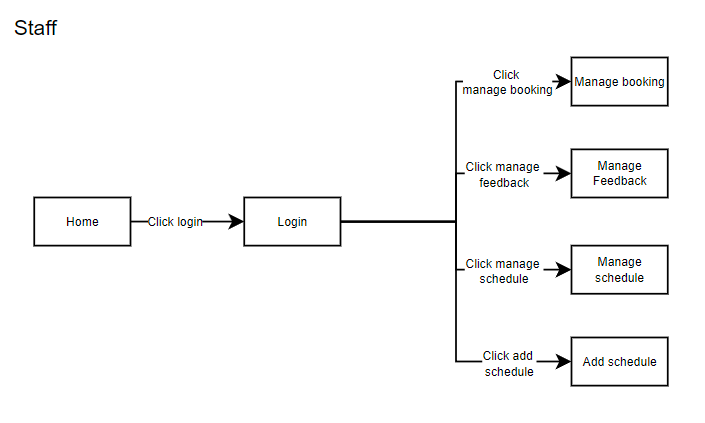 Staff
Click
manage booking
Manage booking
Click manage
feedback
Manage
Feedback
Home
Click login
Login
Click manage
schedule
Manage
schedule
Click add
schedule
Add schedule